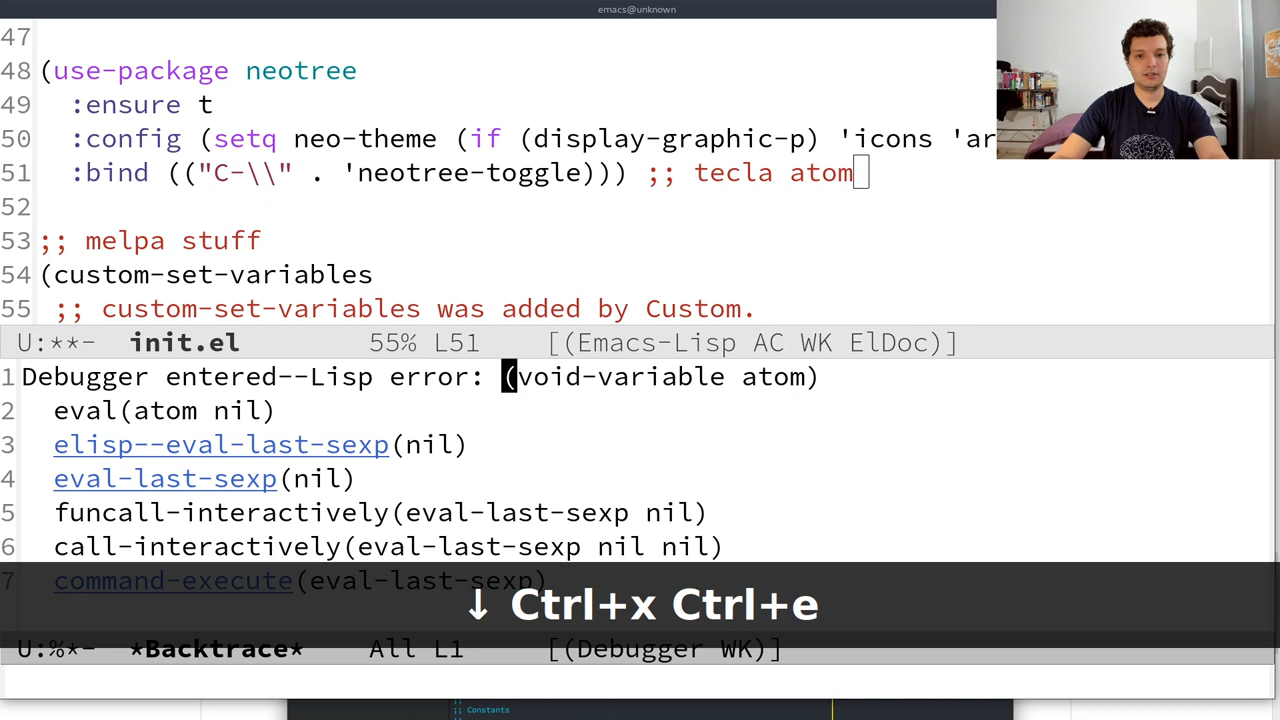 emacs@unknown
47
48 (use-package neotree
49   :ensure t
50   :config (setq neo-theme (if (display-graphic-p) 'icons 'ar
51   :bind (("C-\\" . 'neotree-toggle))) ;; tecla atom
52
53 ;; melpa stuff
54 (custom-set-variables
55  ;; custom-set-variables was added by Custom.
U:**-  init.el        55% L51    [(Emacs-Lisp AC WK ElDoc)]
1 Debugger entered--Lisp error: (void-variable atom)
2   eval(atom nil)
3   elisp--eval-last-sexp(nil)
4   eval-last-sexp(nil)
5   funcall-interactively(eval-last-sexp nil)
6   call-interactively(eval-last-sexp nil nil)
7   command-execute(eval-last-sexp)
↓ Ctrl+x Ctrl+e
U:%*-  *Backtrace*    All L1     [(Debugger WK)]
;; Constants